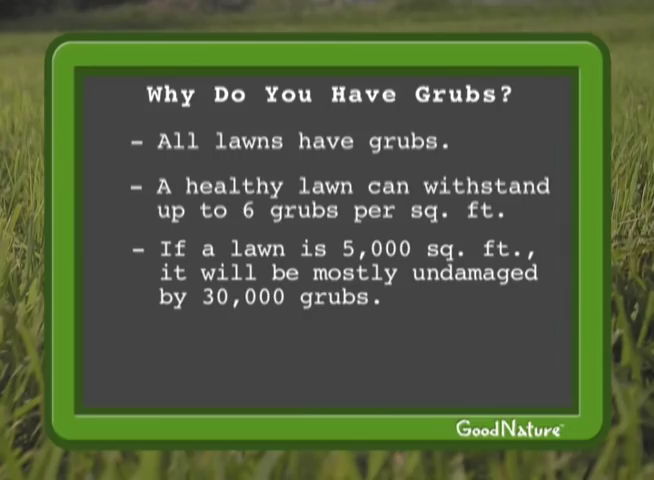 Why Do You Have Grubs?
– All lawns have grubs.
– A healthy lawn can withstand
up to 6 grubs per sq. ft.
– If a lawn is 5,000 sq. ft.,
it will be mostly undamaged
by 30,000 grubs.
GoodNature™